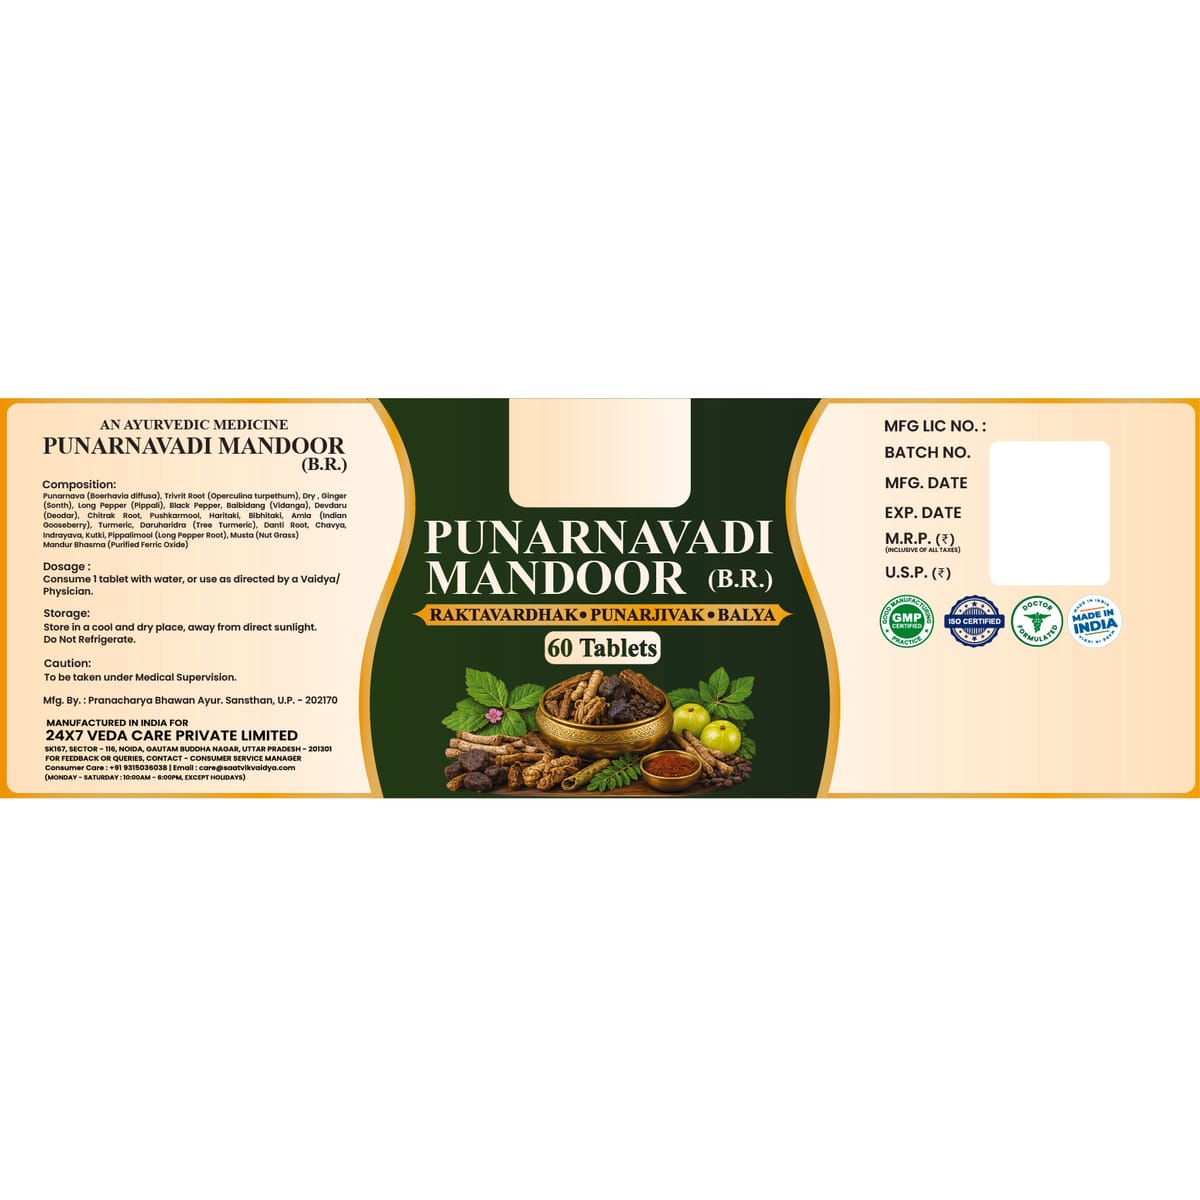 AN AYURVEDIC MEDICINE
PUNARNAVADI MANDOOR
(B.R.)
Composition:
Punarnava (Boerhavia diffusa), Trivrit Root (Operculina turpethum), Dry , Ginger
(Sonth), Long Pepper (Pippali), Black Pepper, Baibidang (Vidanga), Devdaru
(Deodar), Chitrak Root, Pushkarmool, Haritaki, Bibhitaki, Amla (Indian
Gooseberry), Turmeric, Daruharidra (Tree Turmeric), Danti Root, Chavya,
Indrayava, Kutki, Pippalimool (Long Pepper Root), Musta (Nut Grass)
Mandur Bhasma (Purified Ferric Oxide)
Dosage :
Consume 1 tablet with water, or use as directed by a Vaidya/
Physician.
Storage:
Store in a cool and dry place, away from direct sunlight.
Do Not Refrigerate.
Caution:
To be taken under Medical Supervision.
Mfg. By. : Pranacharya Bhawan Ayur. Sansthan, U.P. - 202170
MANUFACTURED IN INDIA FOR
24X7 VEDA CARE PRIVATE LIMITED
SK167, SECTOR - 116, NOIDA, GAUTAM BUDDHA NAGAR, UTTAR PRADESH - 201301
FOR FEEDBACK OR QUERIES, CONTACT - CONSUMER SERVICE MANAGER
Consumer Care : +91 9315036038 | Email : care@saatvikvaidya.com
(MONDAY - SATURDAY : 10:00AM - 6:00PM, EXCEPT HOLIDAYS)
PUNARNAVADI
MANDOOR (B.R.)
RAKTAVARDHAK • PUNARJIVAK • BALYA
60 Tablets
MFG LIC NO. :
BATCH NO.
MFG. DATE
EXP. DATE
M.R.P. (₹)
(INCLUSIVE OF ALL TAXES)
U.S.P. (₹)
GOOD MANUFACTURING
GMP
CERTIFIED
PRACTICE
ISO CERTIFIED
DOCTOR
FORMULATED
MADE IN INDIA
MADE IN
INDIA